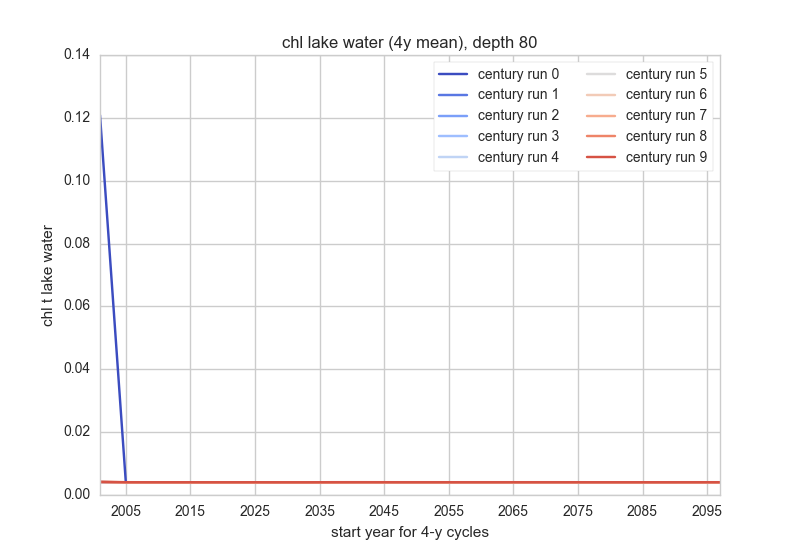 chl lake water (4y mean), depth 80
0.14
0.12
0.10
0.08
0.06
0.04
0.02
0.00
chl t lake water
century run 0
century run 1
century run 2
century run 3
century run 4
century run 5
century run 6
century run 7
century run 8
century run 9
2005 2015 2025 2035 2045 2055 2065 2075 2085 2095
start year for 4-y cycles